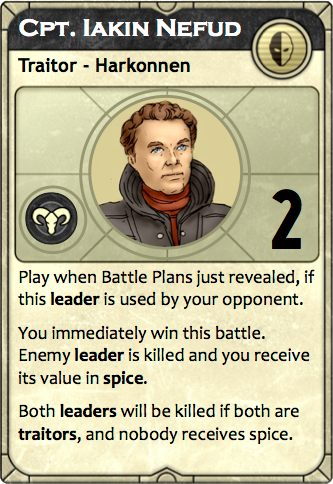 Cpt. Iakin Nefud
Traitor - Harkonnen
2
Play when Battle Plans just revealed, if
this leader is used by your opponent.
You immediately win this battle.
Enemy leader is killed and you receive
its value in spice.
Both leaders will be killed if both are
traitors, and nobody receives spice.